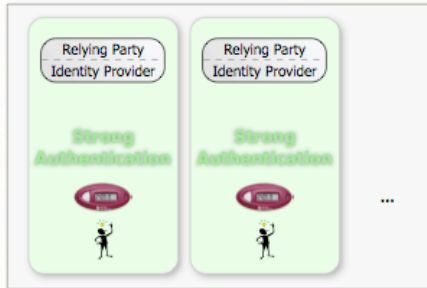 Relying Party
Identity Provider
Strong
Authentication
Relying Party
Identity Provider
Strong
Authentication
...